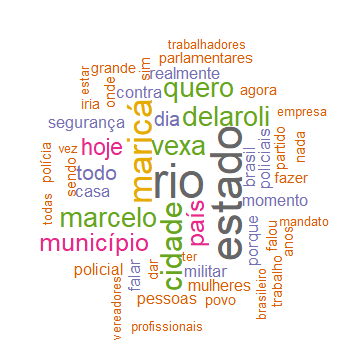 trabalhadores
parlamentares
sim
grande
realmente
estar
onde
iria
contra
quero
agora
segurança
dia
delaroli
empresa
maricá
hoje
vexa
brasil
policiais
partido
nada
polícia
vez
sendo
todo
casa
rio
estado
fazer
todas
marcelo
cidade
país
momento
município
porque
falou
anos
mandato
policial
falar
dar
ter
militar
mulheres
brasileiro
trabalho
vereadores
pessoas
povo
profissionais